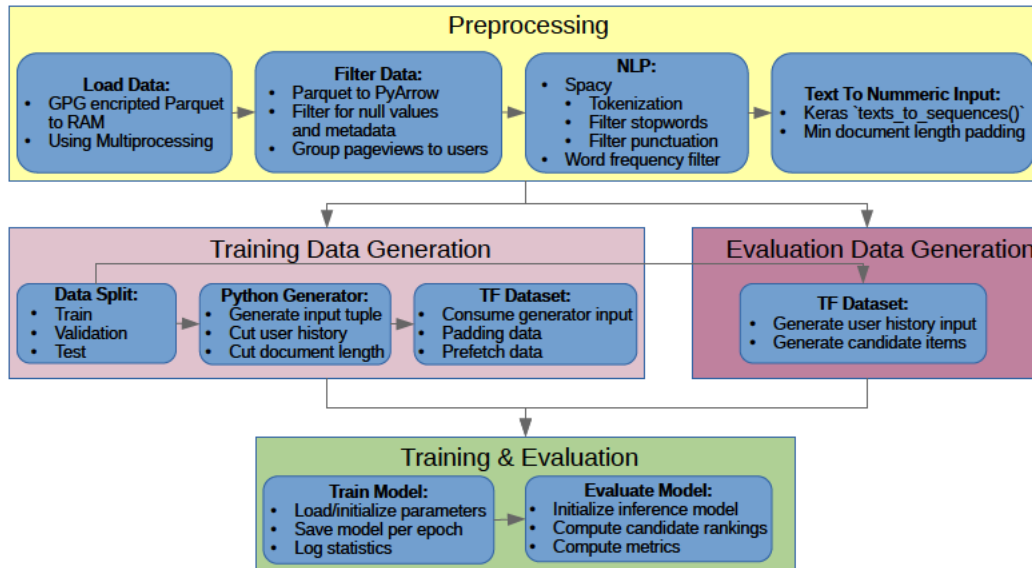 Preprocessing
Load Data:
• GPG encripted Parquet
to RAM
• Using Multiprocessing
Filter Data:
• Parquet to PyArrow
• Filter for null values
and metadata
• Group pageviews to users
NLP:
• Spacy
• Tokenization
• Filter stopwords
• Filter punctuation
• Word frequency filter
Text To Nummeric Input:
• Keras `texts_to_sequences()`
• Min document length padding
Training Data Generation
Data Split:
• Train
• Validation
• Test
Python Generator:
• Generate input tuple
• Cut user history
• Cut document length
TF Dataset:
• Consume generator input
• Padding data
• Prefetch data
Evaluation Data Generation
TF Dataset:
• Generate user history input
• Generate candidate items
Training & Evaluation
Train Model:
• Load/initialize parameters
• Save model per epoch
• Log statistics
Evaluate Model:
• Initialize inference model
• Compute candidate rankings
• Compute metrics